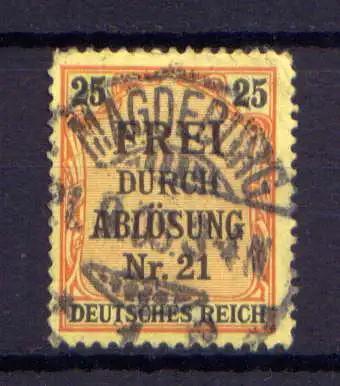 25 25
MAGDEBURG
FREI
DURCH
ABLÖSUNG
Nr. 21
DEUTSCHES REICH